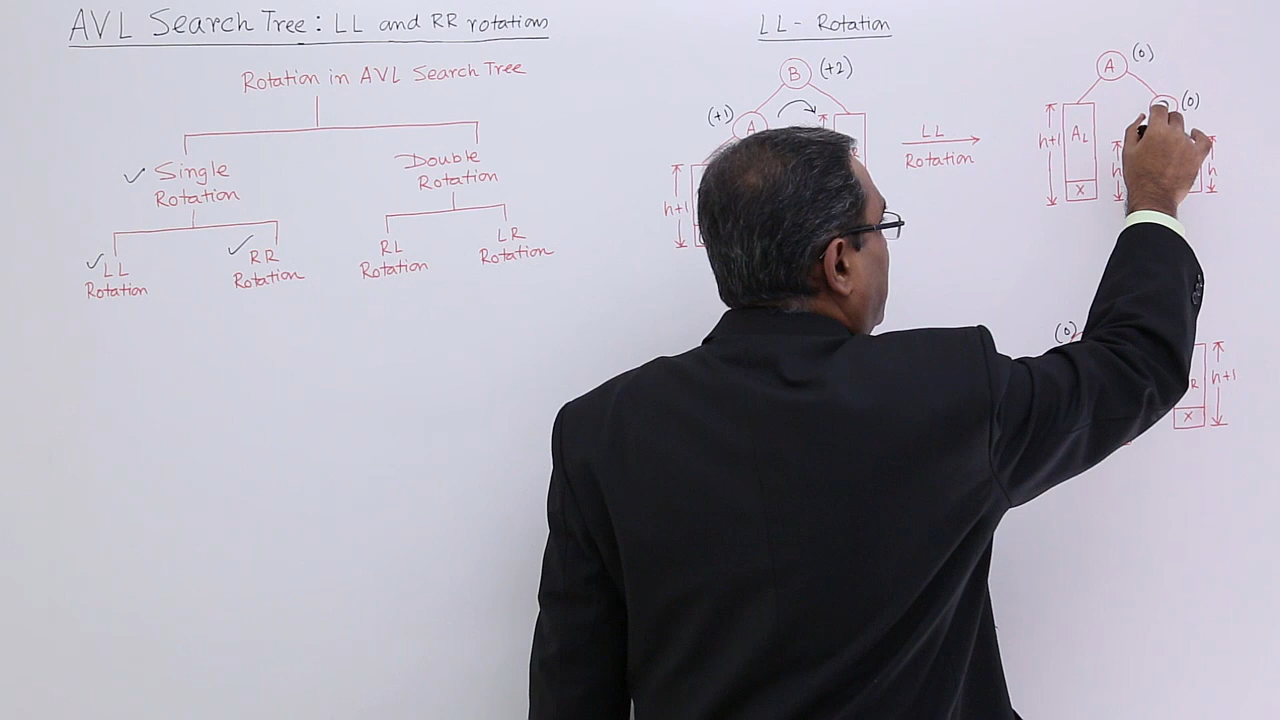 AVL Search Tree: LL and RR rotations
Rotation in AVL Search Tree
Single
Rotation
Double
Rotation
LL
Rotation
RR
Rotation
RL
Rotation
LR
Rotation
LL - Rotation
B (+2)
(+1) A
h+1
LL
Rotation
A (0)
(0)
h+1 AL
X
h
h
(0)
R h+1
X